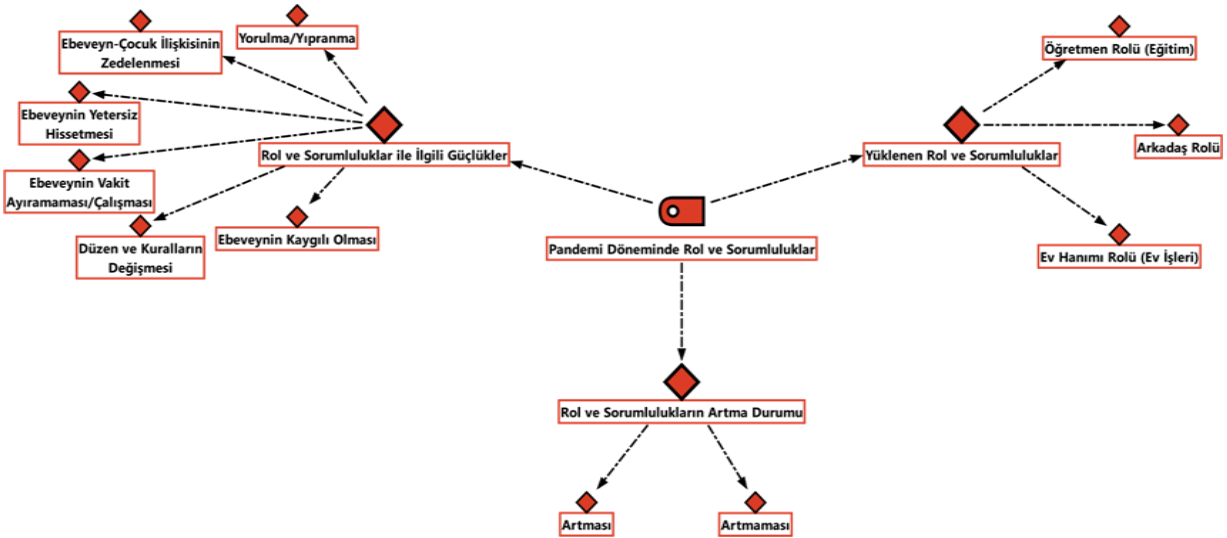 Yorulma/Yıpranma
Ebeveyn-Çocuk İlişkisinin
Zedelenmesi
Ebeveynin Yetersiz
Hissetmesi
Rol ve Sorumluluklar ile İlgili Güçlükler
Ebeveynin Vakit
Ayıramaması/Çalışması
Düzen ve Kuralların
Değişmesi
Ebeveynin Kaygılı Olması
Pandemi Döneminde Rol ve Sorumluluklar
Öğretmen Rolü (Eğitim)
Arkadaş Rolü
Yüklenen Rol ve Sorumluluklar
Ev Hanımı Rolü (Ev İşleri)
Rol ve Sorumlulukların Artma Durumu
Artması
Artmaması